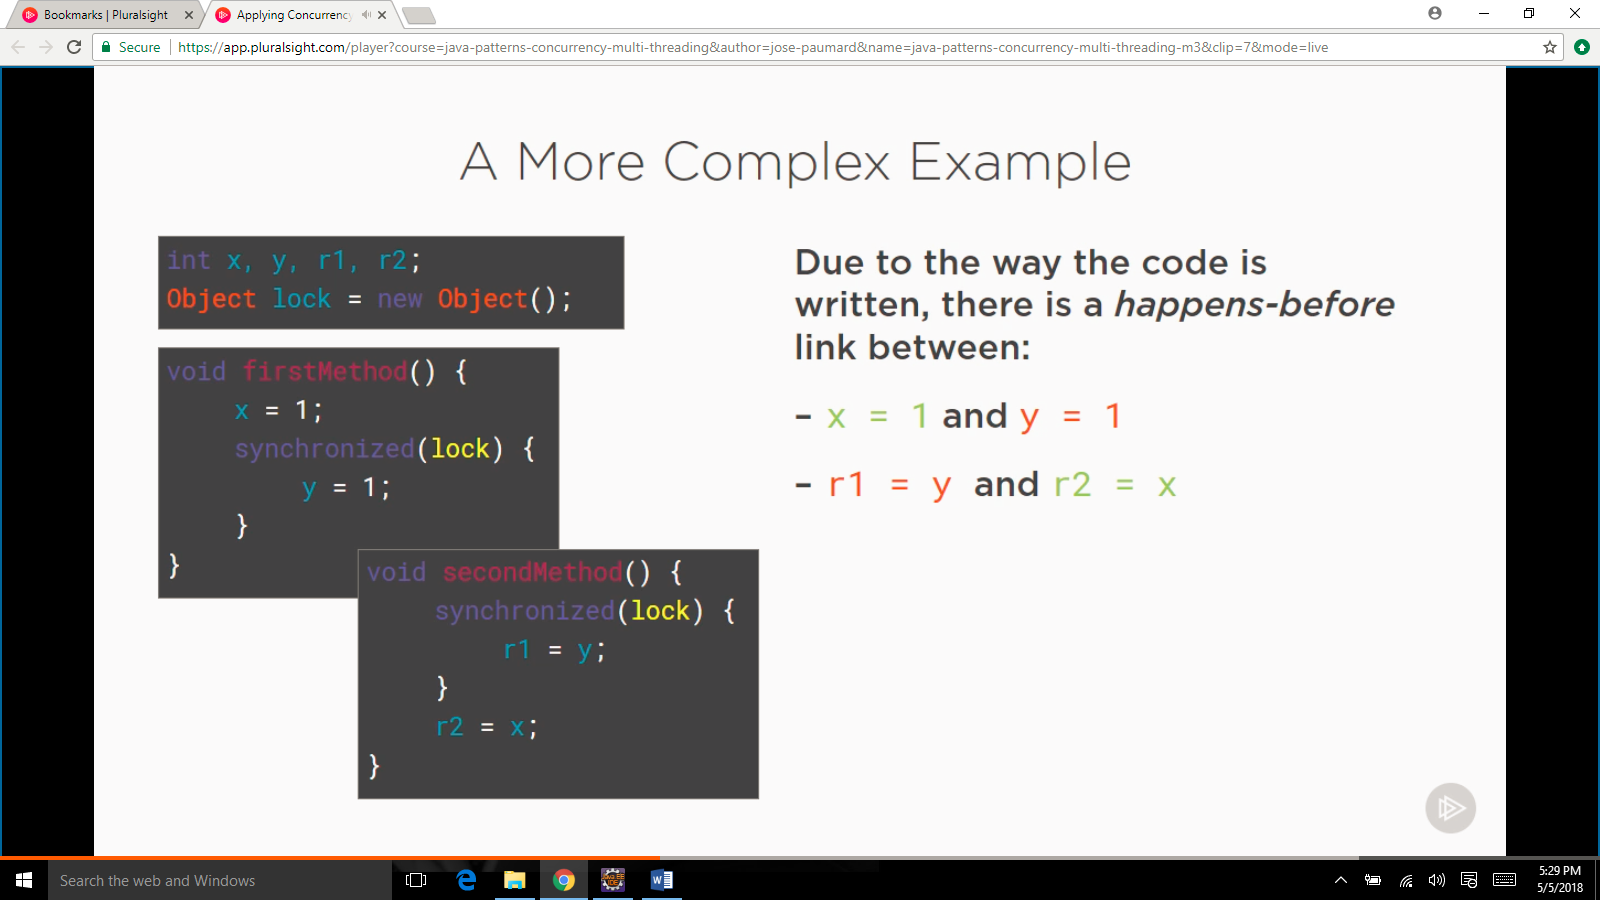 Bookmarks | Pluralsight
Applying Concurrency
Secure
https://app.pluralsight.com/player?course=java-patterns-concurrency-multi-threading&author=jose-paumard&name=java-patterns-concurrency-multi-threading-m3&clip=7&mode=live
A More Complex Example
int x, y, r1, r2;
Object lock = new Object();
void firstMethod() {
x = 1;
synchronized(lock) {
y = 1;
}
}
void secondMethod() {
synchronized(lock) {
r1 = y;
}
r2 = x;
}
Due to the way the code is
written, there is a happens-before
link between:
- x = 1 and y = 1
- r1 = y and r2 = x
Search the web and Windows
5:29 PM
5/5/2018